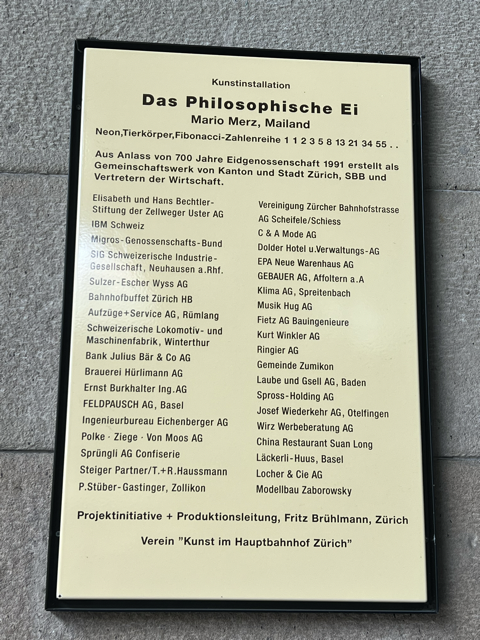 Kunstinstallation
Das Philosophische Ei
Mario Merz, Mailand
Neon,Tierkörper,Fibonacci-Zahlenreihe 1 1 2 3 5 8 13 21 34 55 . .
Aus Anlass von 700 Jahre Eidgenossenschaft 1991 erstellt als
Gemeinschaftswerk von Kanton und Stadt Zürich, SBB und
Vertretern der Wirtschaft.
Elisabeth und Hans Bechtler-
Stiftung der Zellweger Uster AG
IBM Schweiz
Migros-Genossenschafts-Bund
SIG Schweizerische Industrie-
Gesellschaft, Neuhausen a.Rhf.
Sulzer-Escher Wyss AG
Bahnhofbuffet Zürich HB
Aufzüge+Service AG, Rümlang
Schweizerische Lokomotiv- und
Maschinenfabrik, Winterthur
Bank Julius Bär & Co AG
Brauerei Hürlimann AG
Ernst Burkhalter Ing.AG
FELDPAUSCH AG, Basel
Ingenieurbureau Eichenberger AG
Polke · Ziege · Von Moos AG
Sprüngli AG Confiserie
Steiger Partner/T.+R.Haussmann
P.Stüber-Gastinger, Zollikon
Vereinigung Zürcher Bahnhofstrasse
AG Scheifele/Schiess
C & A Mode AG
Dolder Hotel u.Verwaltungs-AG
EPA Neue Warenhaus AG
GEBAUER AG, Affoltern a.A
Klima AG, Spreitenbach
Musik Hug AG
Fietz AG Bauingenieure
Kurt Winkler AG
Ringier AG
Gemeinde Zumikon
Laube und Gsell AG, Baden
Spross-Holding AG
Josef Wiederkehr AG, Otelfingen
Wirz Werbeberatung AG
China Restaurant Suan Long
Läckerli-Huus, Basel
Locher & Cie AG
Modellbau Zaborowsky
Projektinitiative + Produktionsleitung, Fritz Brühlmann, Zürich
Verein "Kunst im Hauptbahnhof Zürich"